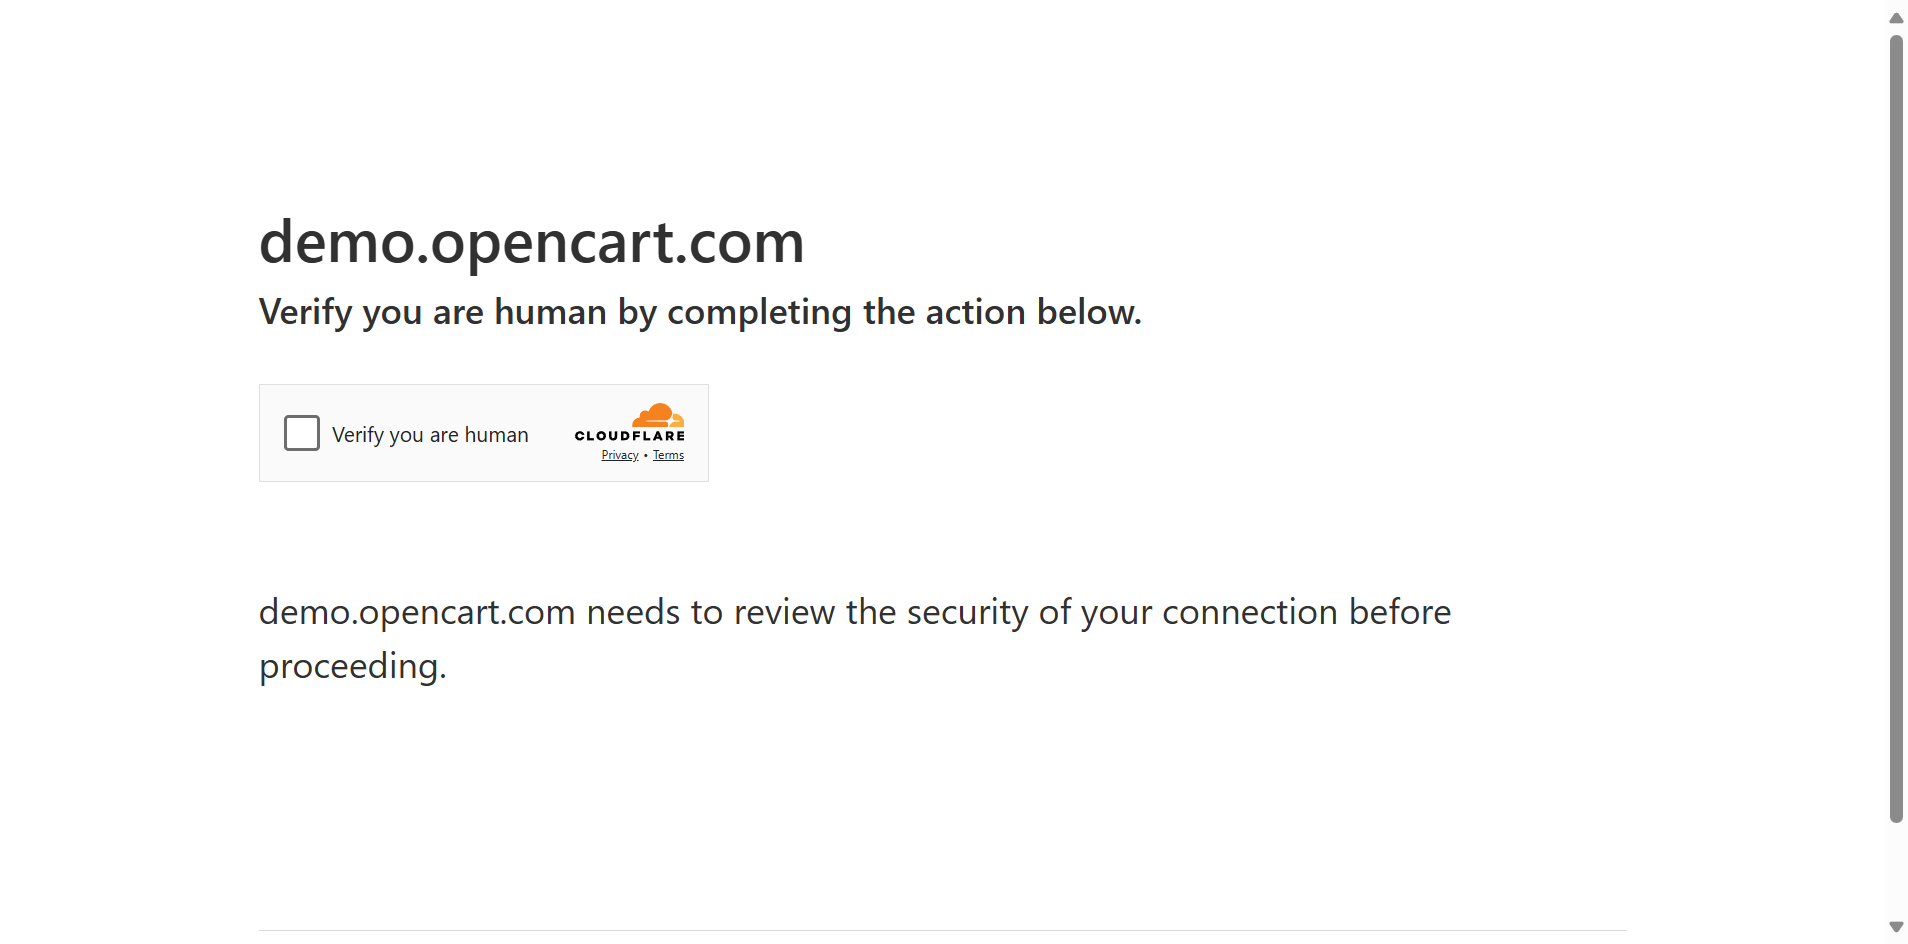 demo.opencart.com
Verify you are human by completing the action below.
Verify you are human
CLOUDFLARE
Privacy • Terms
demo.opencart.com needs to review the security of your connection before
proceeding.